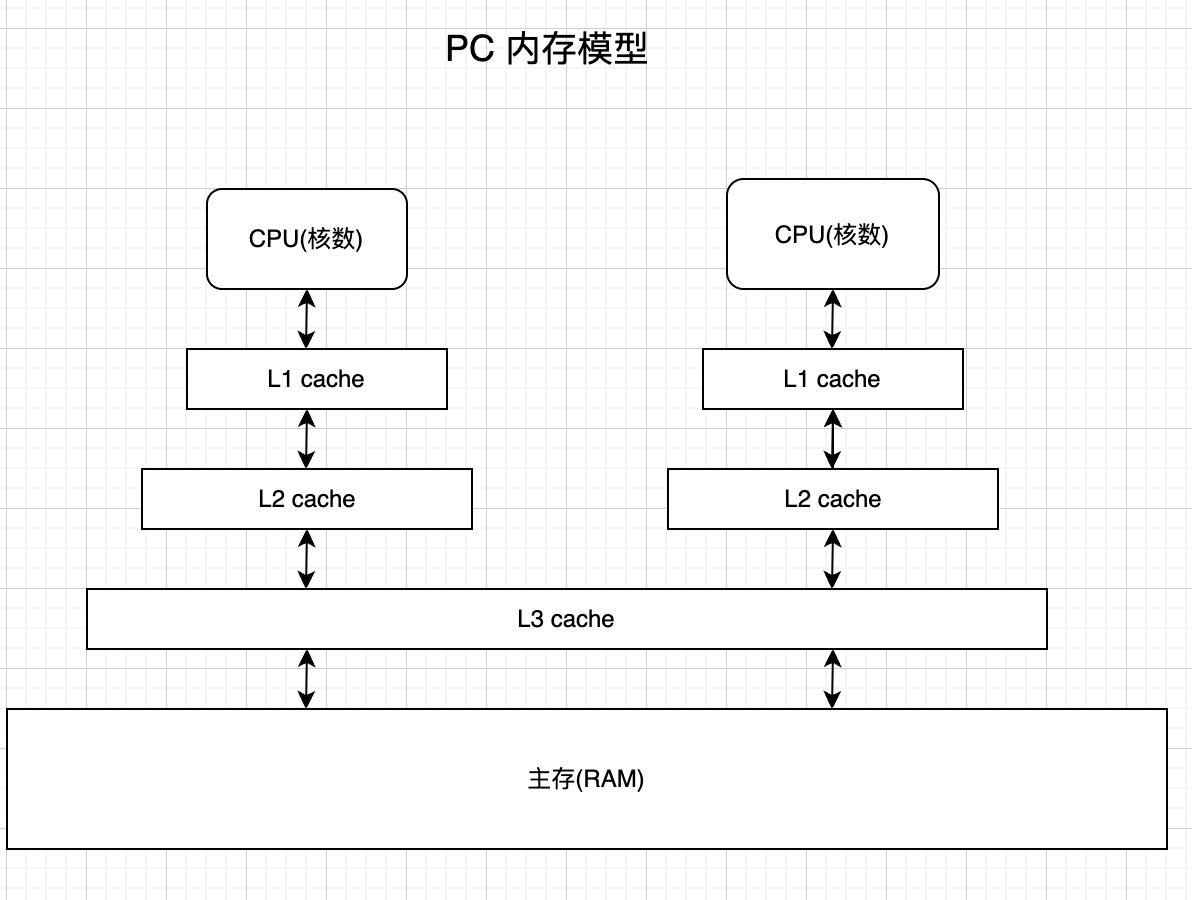 PC 内存模型
CPU(核数)
CPU(核数)
L1 cache
L1 cache
L2 cache
L2 cache
L3 cache
主存(RAM)